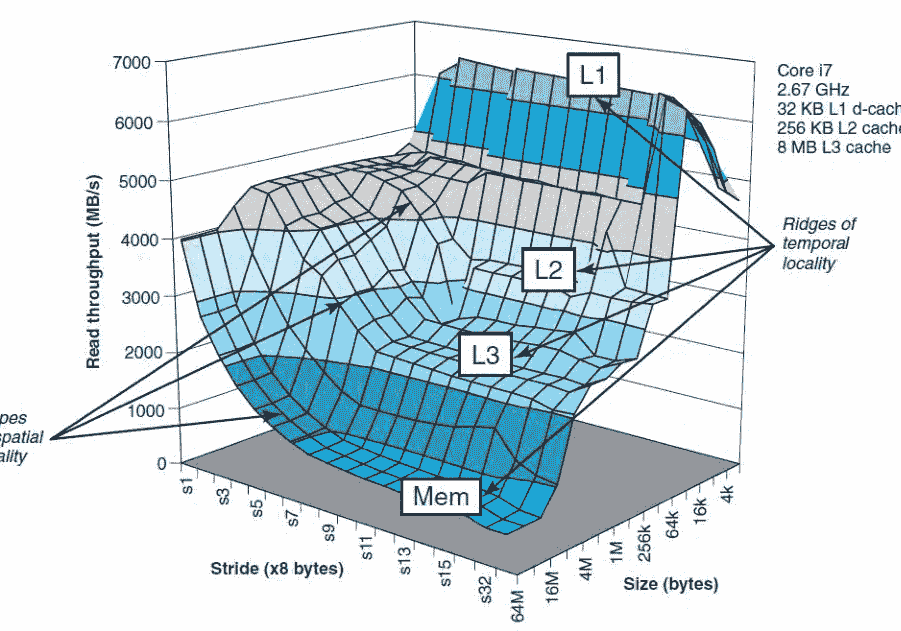 7000
6000
5000
4000
3000
2000
1000
0
Read throughput (MB/s)
L1
L2
L3
Mem
Core i7
2.67 GHz
32 KB L1 d-cach
256 KB L2 cache
8 MB L3 cache
Ridges of
temporal
locality
pes
spatial
ality
s1
s3
s5
s7
s9
s11
s13
s15
s32
Stride (x8 bytes)
64M
16M
4M
1M
256k
64k
16k
4k
Size (bytes)